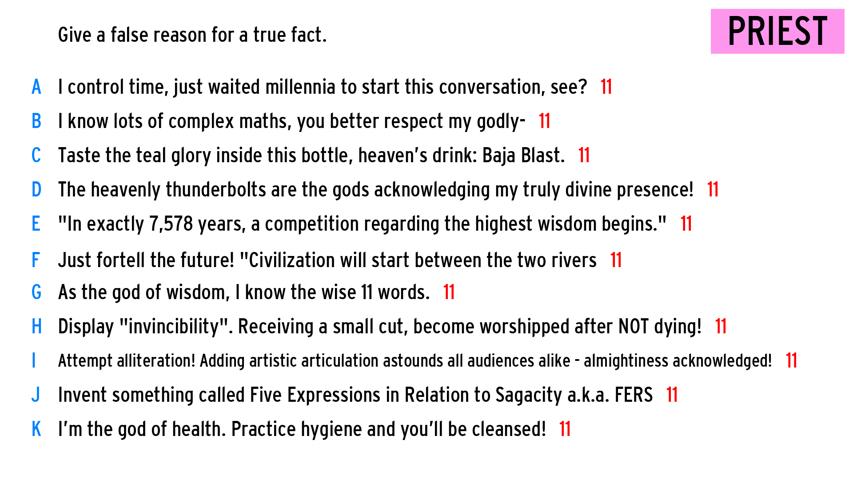 Give a false reason for a true fact.
PRIEST
A I control time, just waited millennia to start this conversation, see? 11
B I know lots of complex maths, you better respect my godly- 11
C Taste the teal glory inside this bottle, heaven's drink: Baja Blast. 11
D The heavenly thunderbolts are the gods acknowledging my truly divine presence! 11
E "In exactly 7,578 years, a competition regarding the highest wisdom begins." 11
F Just fortell the future! "Civilization will start between the two rivers 11
G As the god of wisdom, I know the wise 11 words. 11
H Display "invincibility". Receiving a small cut, become worshipped after NOT dying! 11
I Attempt alliteration! Adding artistic articulation astounds all audiences alike - almightiness acknowledged! 11
J Invent something called Five Expressions in Relation to Sagacity a.k.a. FERS 11
K I'm the god of health. Practice hygiene and you'll be cleansed! 11